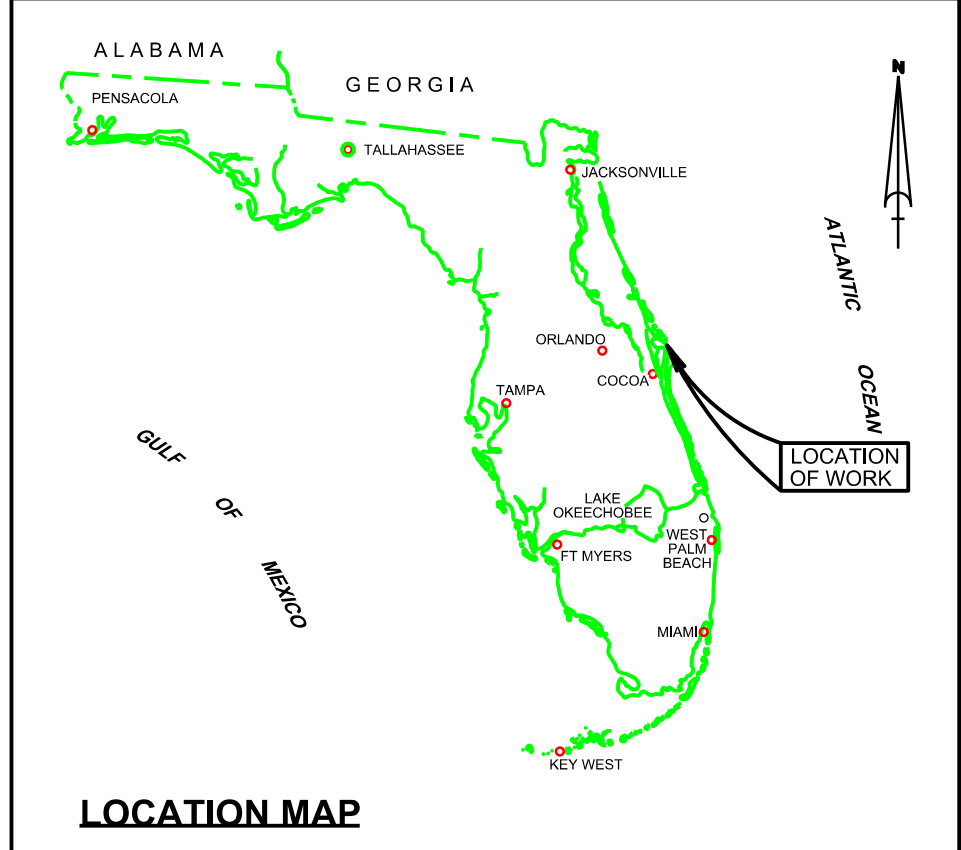 ALABAMA
GEORGIA
N
PENSACOLA
TALLAHASSEE
JACKSONVILLE
ATLANTIC
OCEAN
ORLANDO
COCOA
TAMPA
LOCATION
OF WORK
GULF
OF
MEXICO
LAKE
OKEECHOBEE
WEST
PALM
BEACH
FT MYERS
MIAMI
KEY WEST
LOCATION MAP